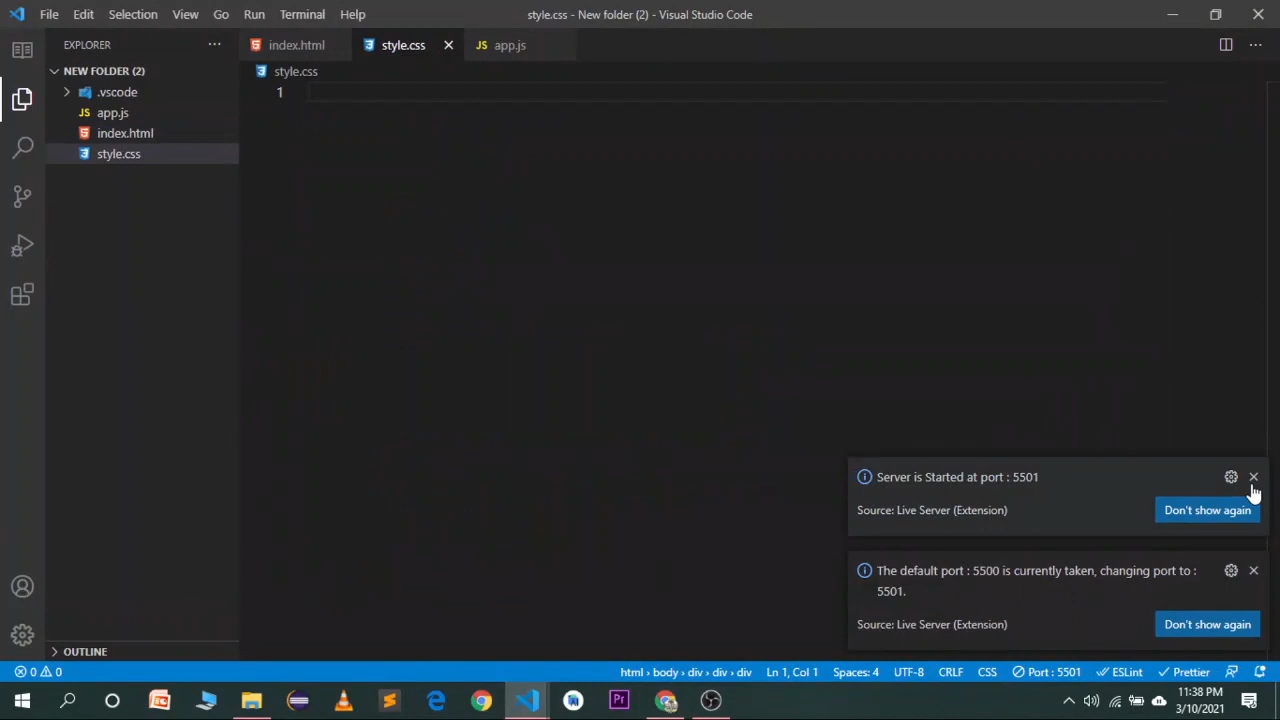 File Edit Selection View Go Run Terminal Help
style.css - New folder (2) - Visual Studio Code
EXPLORER
index.html
style.css
JS app.js
NEW FOLDER (2)
.vscode
JS app.js
index.html
style.css
style.css
1
Server is Started at port : 5501
Source: Live Server (Extension)
Don't show again
The default port : 5500 is currently taken, changing port to :
5501.
Source: Live Server (Extension)
Don't show again
OUTLINE
0 0
html › body › div › div › div Ln 1, Col 1 Spaces: 4 UTF-8 CRLF CSS Port : 5501 ESLint Prettier
Pr
11:38 PM
3/10/2021